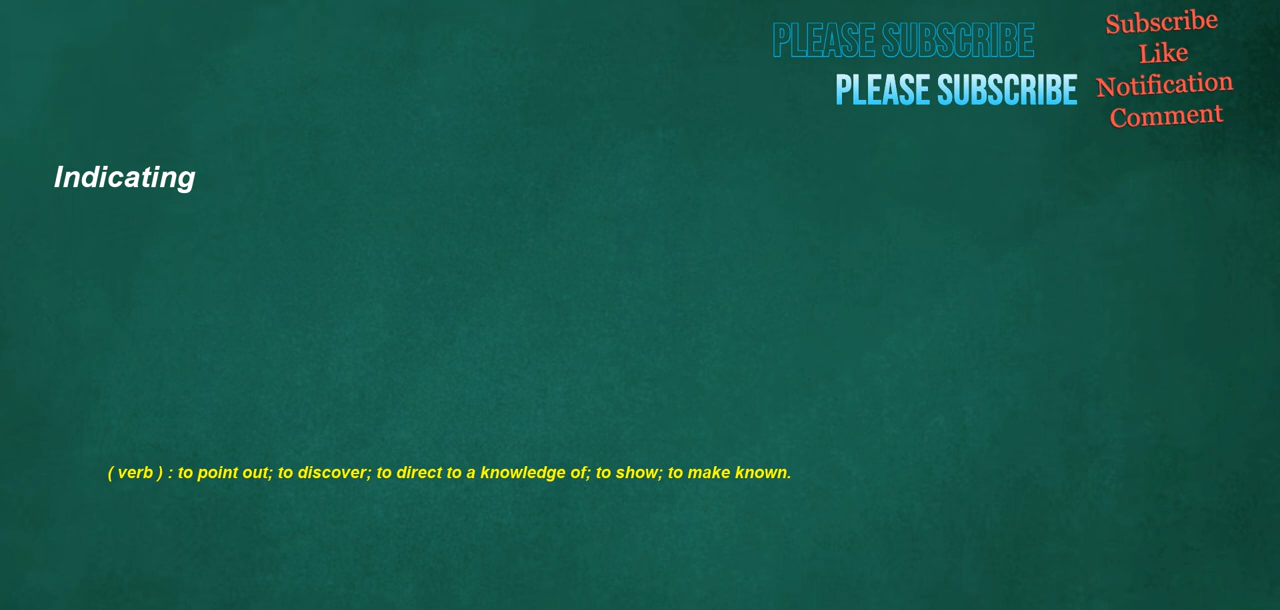 PLEASE SUBSCRIBE
PLEASE SUBSCRIBE
Subscribe
Like
Notification
Comment
Indicating
( verb ) : to point out; to discover; to direct to a knowledge of; to show; to make known.